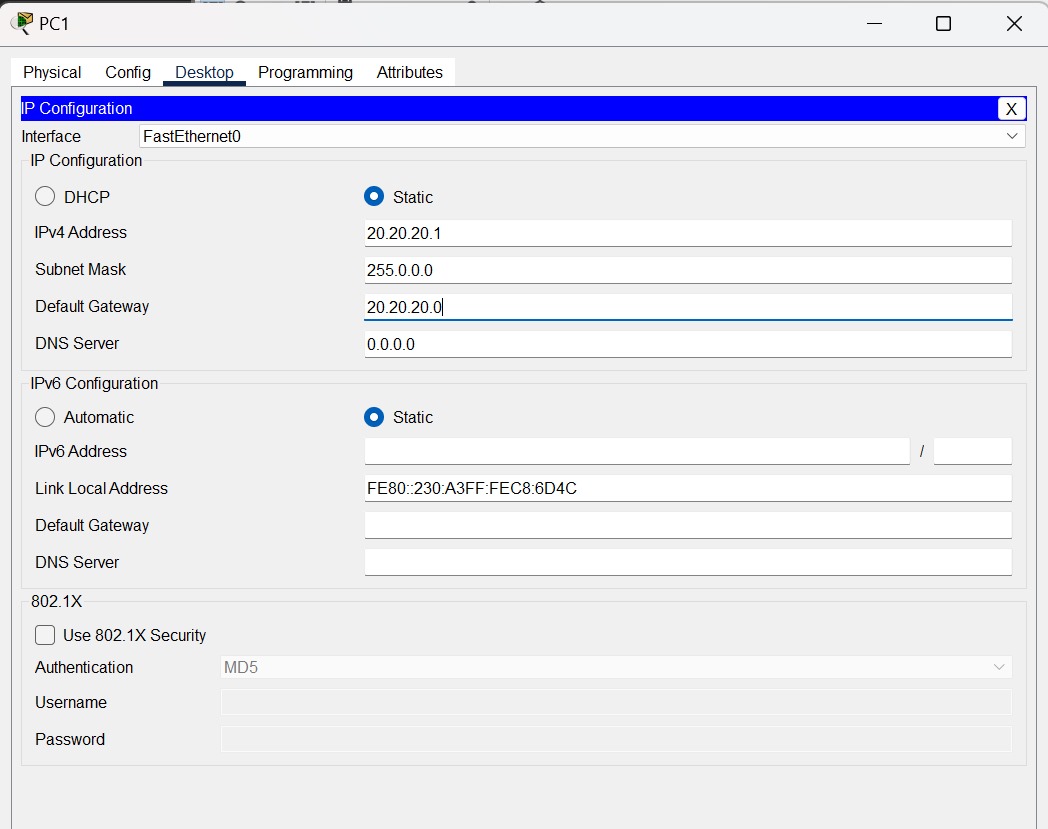 PC1
Physical Config Desktop Programming Attributes
IP Configuration X
Interface FastEthernet0
IP Configuration
DHCP Static
IPv4 Address 20.20.20.1
Subnet Mask 255.0.0.0
Default Gateway 20.20.20.0
DNS Server 0.0.0.0
IPv6 Configuration
Automatic Static
IPv6 Address /
Link Local Address FE80::230:A3FF:FEC8:6D4C
Default Gateway
DNS Server
802.1X
Use 802.1X Security
Authentication MD5
Username
Password